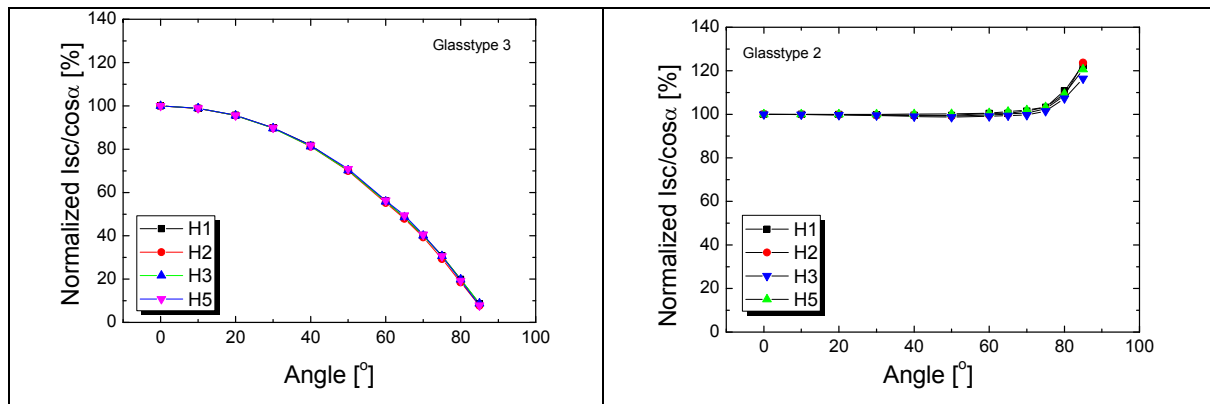 140
120
100
80
60
40
20
0
Normalized Isc/cosα [%]
Glasstype 3
H1
H2
H3
H5
0 20 40 60 80 100
Angle [°]
140
120
100
80
60
40
20
0
Normalized Isc/cosα [%]
Glasstype 2
H1
H2
H3
H5
0 20 40 60 80 100
Angle [°]